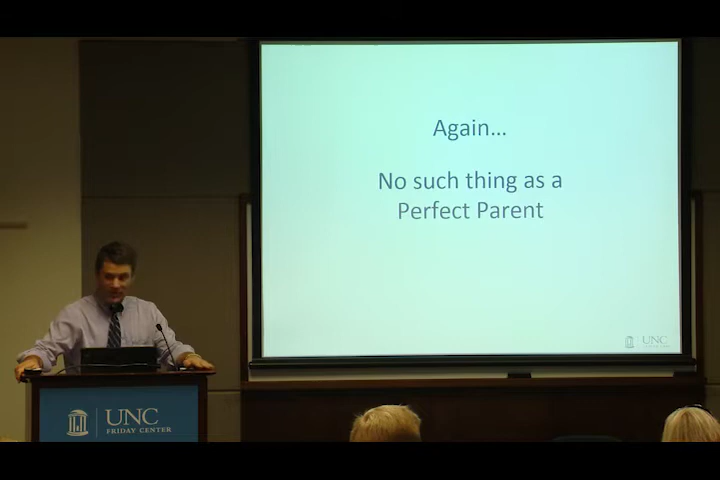 Again...
No such thing as a
Perfect Parent
UNC
UNC
FRIDAY CENTER